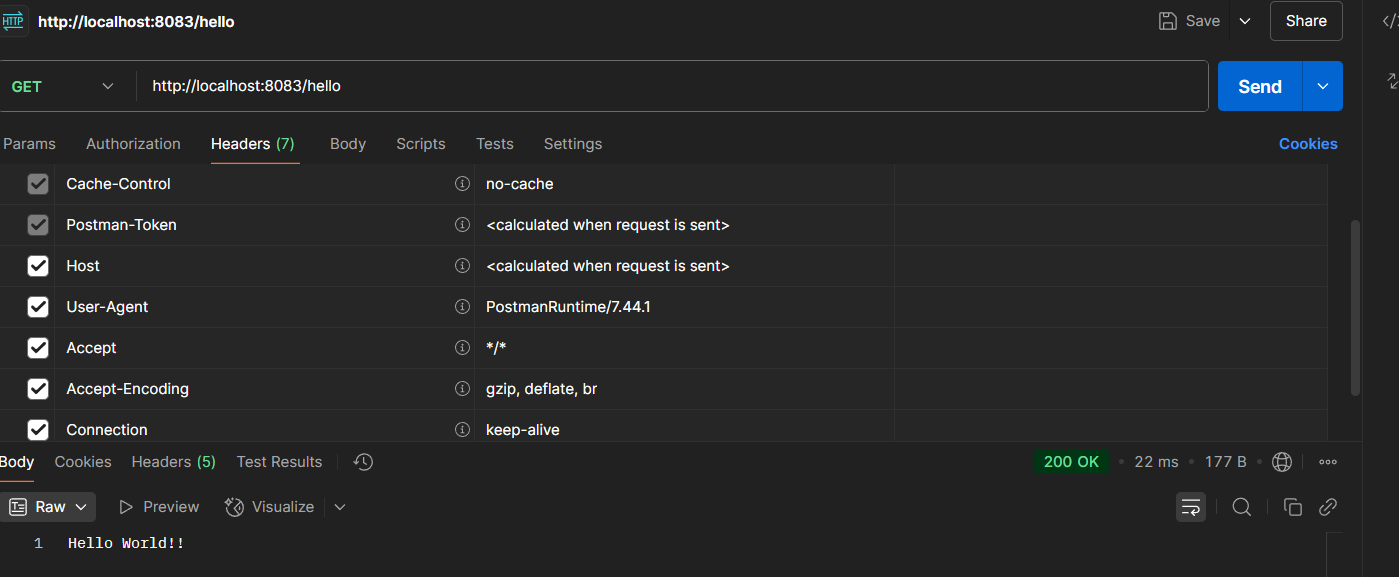 HTTP http://localhost:8083/hello Save Share
GET http://localhost:8083/hello Send
Params Authorization Headers (7) Body Scripts Tests Settings Cookies
Cache-Control no-cache
Postman-Token <calculated when request is sent>
Host <calculated when request is sent>
User-Agent PostmanRuntime/7.44.1
Accept */*
Accept-Encoding gzip, deflate, br
Connection keep-alive
Body Cookies Headers (5) Test Results 200 OK • 22 ms • 177 B •
Raw Preview Visualize
1 Hello World!!